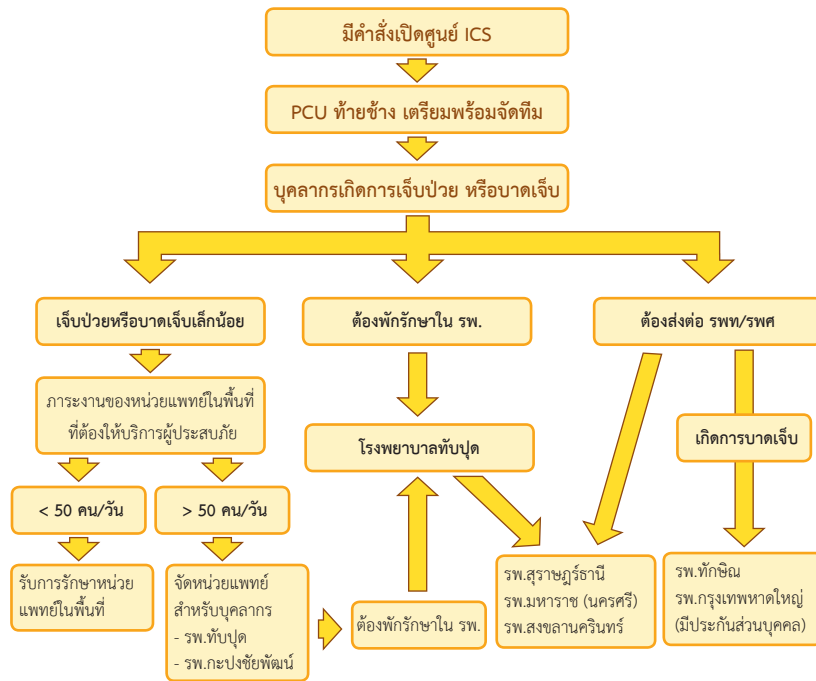 มีคำสั่งเปิดศูนย์ ICS
PCU ท้ายช้าง เตรียมพร้อมจัดทีม
บุคลากรเกิดการเจ็บป่วย หรือบาดเจ็บ
เจ็บป่วยหรือบาดเจ็บเล็กน้อย
ต้องพักรักษาใน รพ.
ต้องส่งต่อ รพท/รพศ
ภาระงานของหน่วยแพทย์ในพื้นที่
ที่ต้องให้บริการผู้ประสบภัย
โรงพยาบาลทับปุด
เกิดการบาดเจ็บ
< 50 คน/วัน
> 50 คน/วัน
รับการรักษาหน่วย
แพทย์ในพื้นที่
จัดหน่วยแพทย์
สำหรับบุคลากร
- รพ.ทับปุด
- รพ.กะปงชัยพัฒน์
ต้องพักรักษาใน รพ.
รพ.สุราษฎร์ธานี
รพ.มหาราช (นครศรี)
รพ.สงขลานครินทร์
รพ.ทักษิณ
รพ.กรุงเทพหาดใหญ่
(มีประกันส่วนบุคคล)